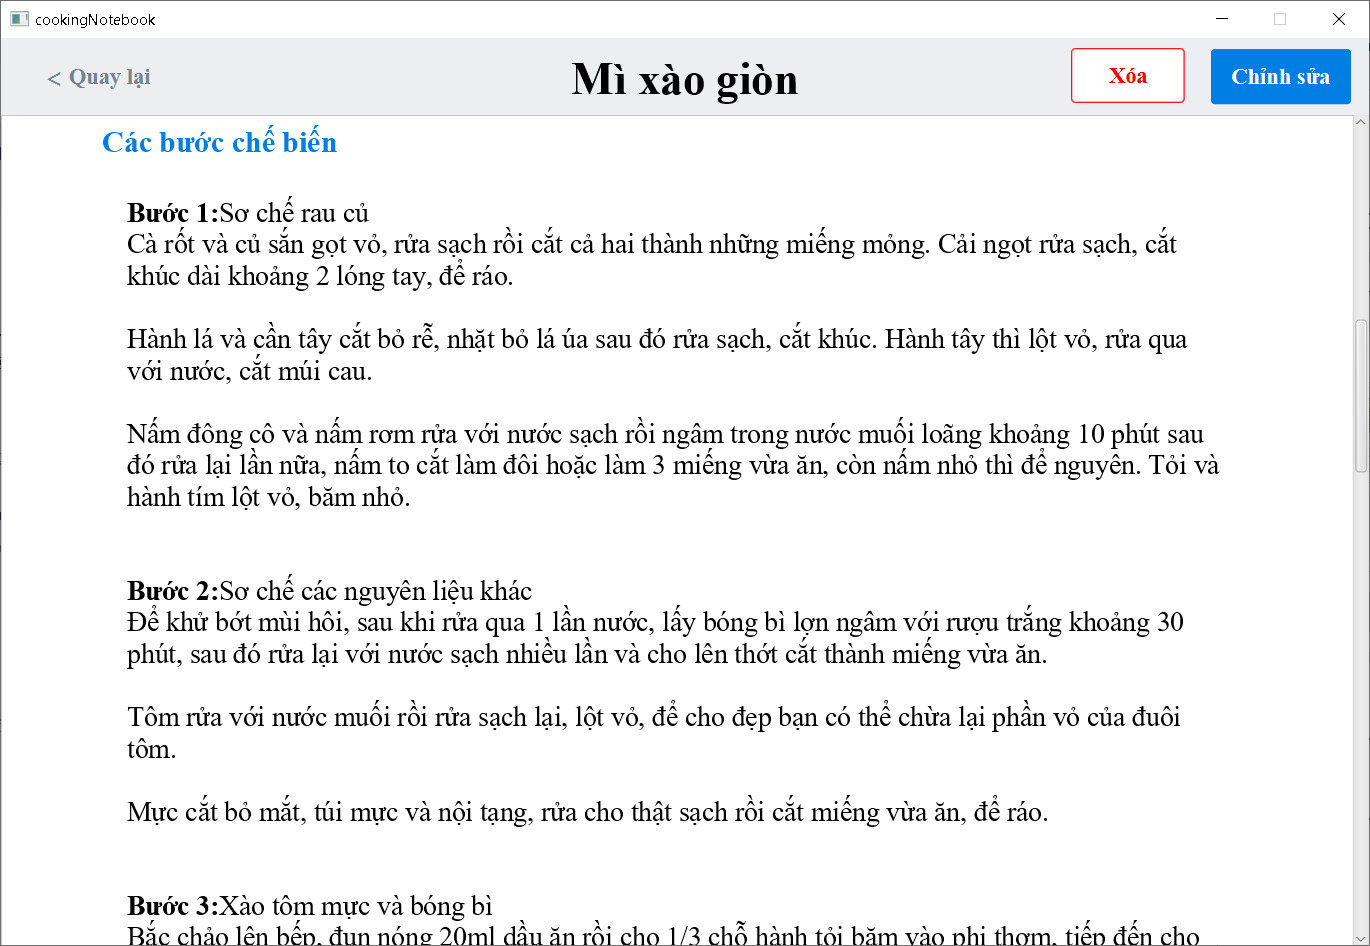 cookingNotebook
< Quay lại
Mì xào giòn
Xóa
Chỉnh sửa
Các bước chế biến
Bước 1:Sơ chế rau củ
Cà rốt và củ sắn gọt vỏ, rửa sạch rồi cắt cả hai thành những miếng mỏng. Cải ngọt rửa sạch, cắt
khúc dài khoảng 2 lóng tay, để ráo.
Hành lá và cần tây cắt bỏ rễ, nhặt bỏ lá úa sau đó rửa sạch, cắt khúc. Hành tây thì lột vỏ, rửa qua
với nước, cắt múi cau.
Nấm đông cô và nấm rơm rửa với nước sạch rồi ngâm trong nước muối loãng khoảng 10 phút sau
đó rửa lại lần nữa, nấm to cắt làm đôi hoặc làm 3 miếng vừa ăn, còn nấm nhỏ thì để nguyên. Tỏi và
hành tím lột vỏ, băm nhỏ.
Bước 2:Sơ chế các nguyên liệu khác
Để khử bớt mùi hôi, sau khi rửa qua 1 lần nước, lấy bóng bì lợn ngâm với rượu trắng khoảng 30
phút, sau đó rửa lại với nước sạch nhiều lần và cho lên thớt cắt thành miếng vừa ăn.
Tôm rửa với nước muối rồi rửa sạch lại, lột vỏ, để cho đẹp bạn có thể chừa lại phần vỏ của đuôi
tôm.
Mực cắt bỏ mắt, túi mực và nội tạng, rửa cho thật sạch rồi cắt miếng vừa ăn, để ráo.
Bước 3:Xào tôm mực và bóng bì
Bắc chảo lên bếp, đun nóng 20ml dầu ăn rồi cho 1/3 chỗ hành tỏi băm vào phi thơm, tiếp đến cho